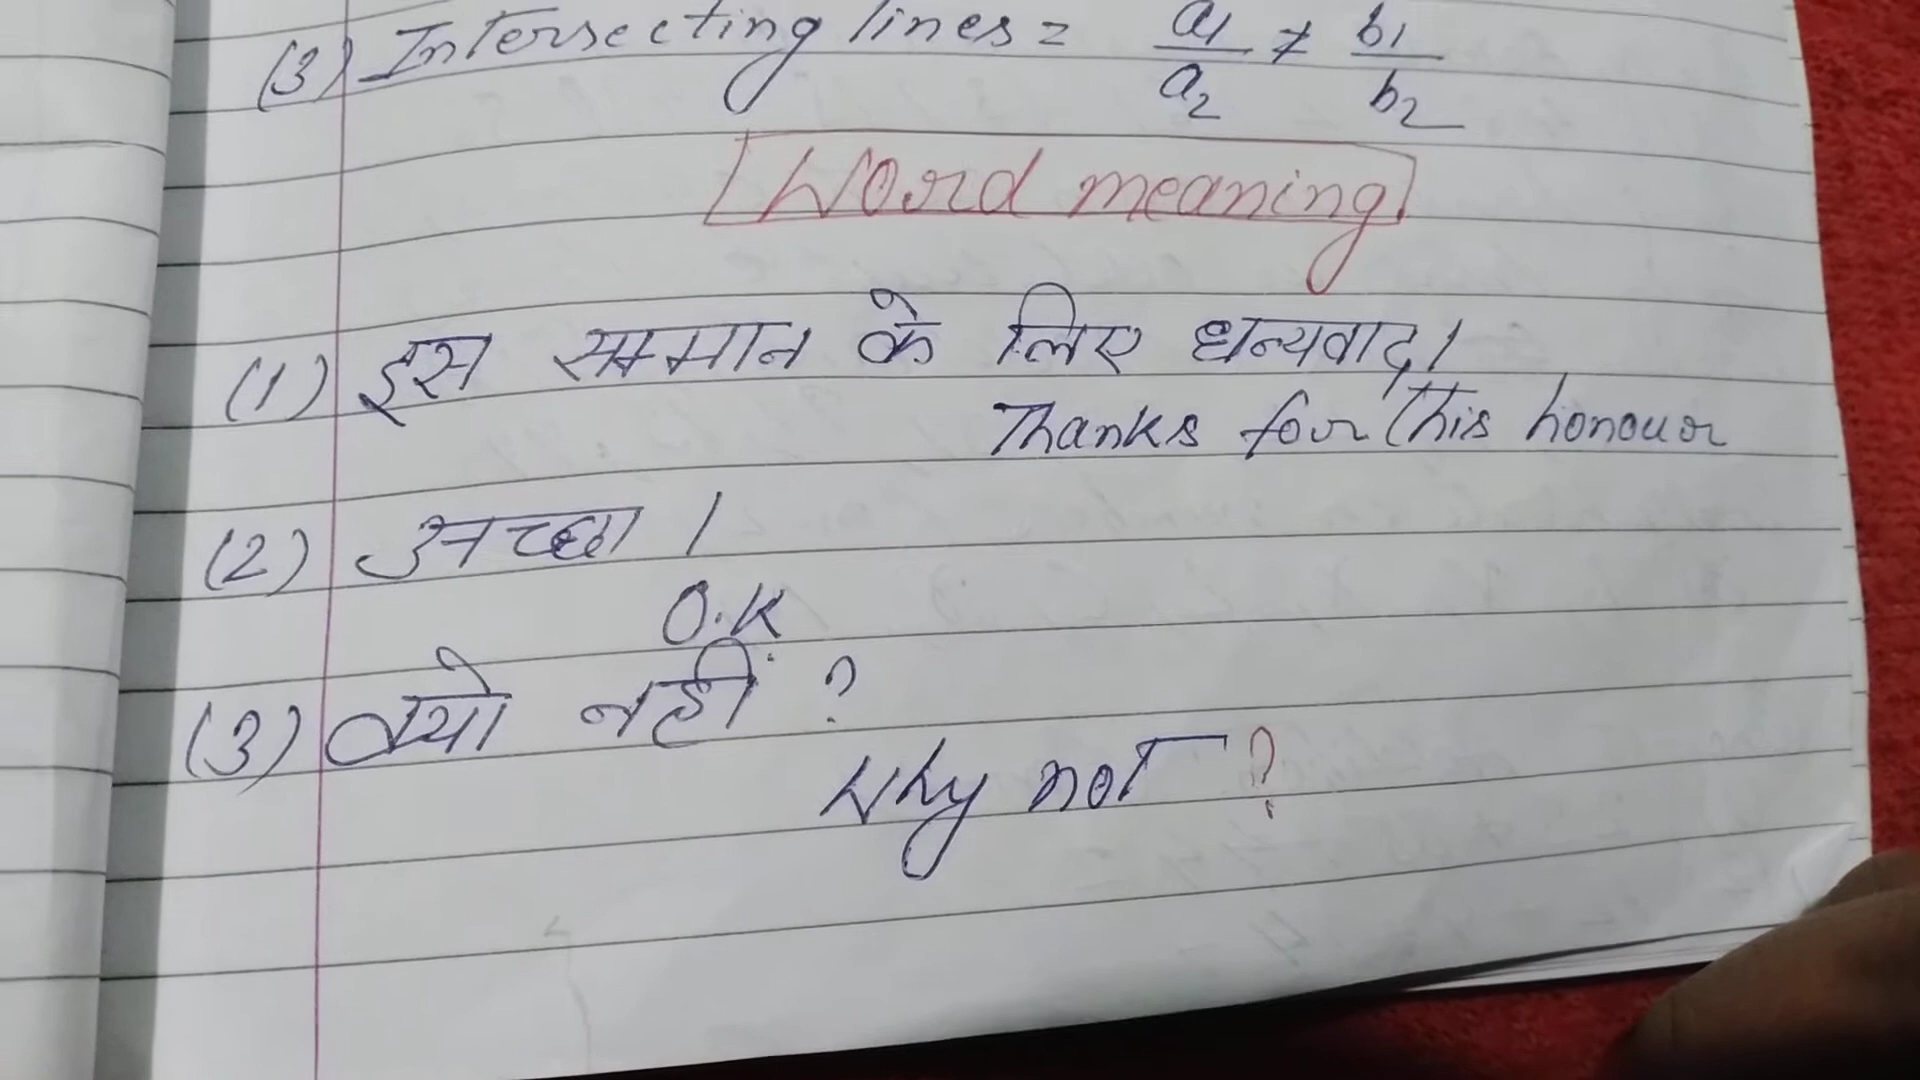 (3) Intersecting lines = a1/a2 ≠ b1/b2
Word meaning
(1) इस सम्मान के लिए धन्यवाद।
Thanks for this honour
(2) अच्छा ।
O.K
(3) क्यो नहीं ?
Why not ?